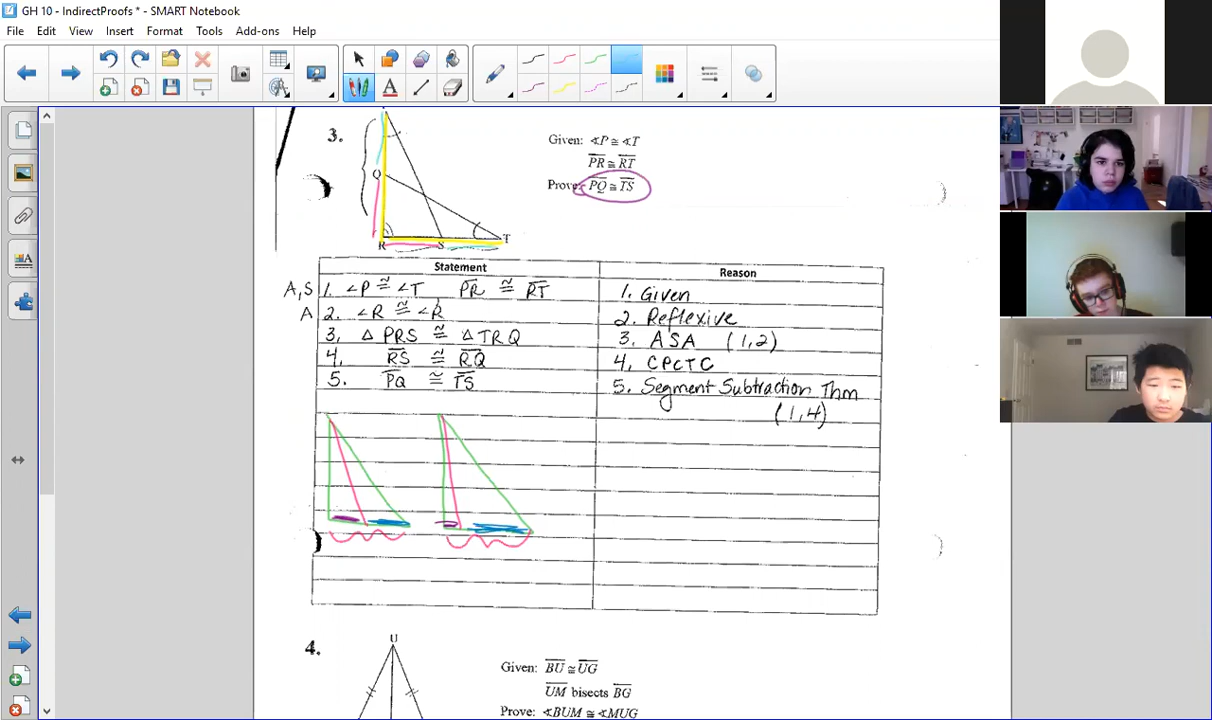 GH 10 - IndirectProofs * - SMART Notebook
File Edit View Insert Format Tools Add-ons Help
3.
Q
R S T
Given: ∢P ≅ ∢T
PR ≅ RT
Prove: PQ ≅ TS
Statement Reason
A,S 1. ∠P ≅ ∠T PR ≅ RT 1. Given
A 2. ∠R ≅ ∠R 2. Reflexive
3. △ PRS ≅ △ TRQ 3. ASA (1,2)
4. RS ≅ RQ 4. CPCTC
5. PQ ≅ TS 5. Segment Subtraction Thm
(1,4)
4.
U
Given: BU ≅ UG
UM bisects BG
Prove: ∢BUM ≅ ∢MUG